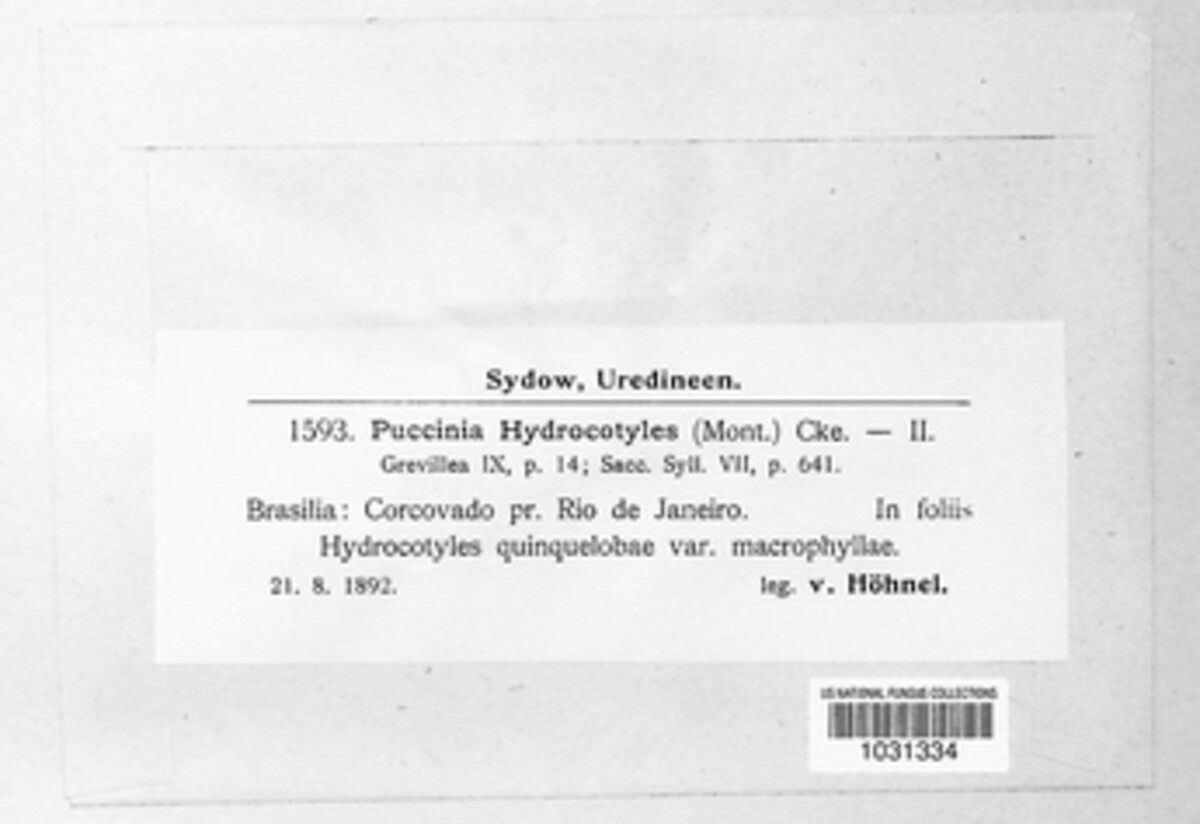 Sydow, Uredineen.
1593. Puccinia Hydrocotyles (Mont.) Cke. — II.
Grevillea IX, p. 14; Sacc. Syll. VII, p. 641.
Brasilia: Corcovado pr. Rio de Janeiro. In foliis
Hydrocotyles quinquelobae var. macrophyllae.
21. 8. 1892. leg. v. Höhnel.
US NATIONAL FUNGUS COLLECTIONS
1031334